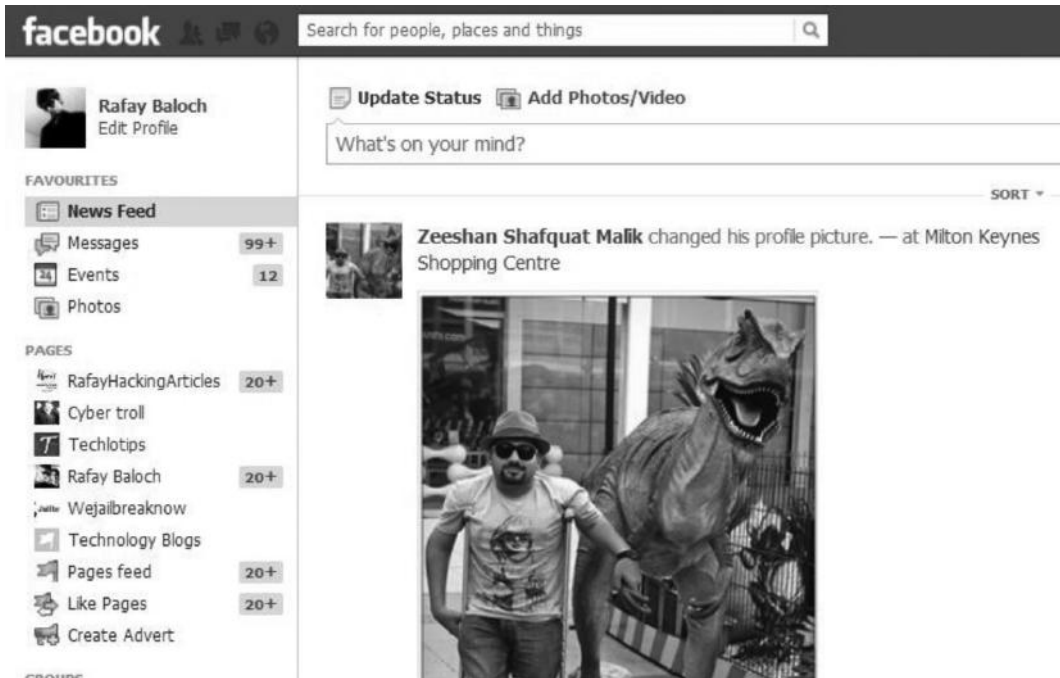 facebook
Search for people, places and things
Rafay Baloch
Edit Profile
FAVOURITES
News Feed
Messages 99+
24 Events 12
Photos
PAGES
RafayHackingArticles 20+
Cyber troll
T Techlotips
Rafay Baloch 20+
Wejailbreaknow
Technology Blogs
Pages feed 20+
Like Pages 20+
Create Advert
GROUPS
Update Status Add Photos/Video
What's on your mind?
SORT
Zeeshan Shafquat Malik changed his profile picture. — at Milton Keynes
Shopping Centre